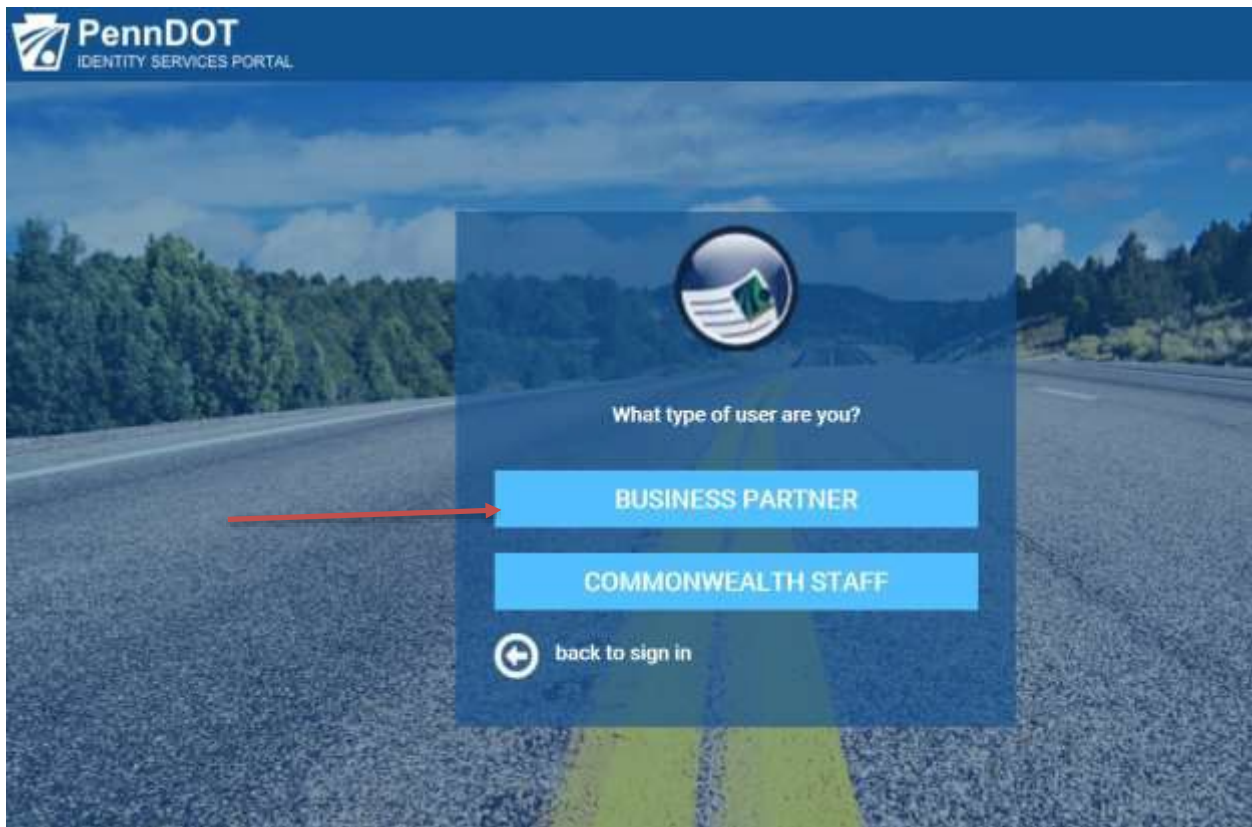 PennDOT
IDENTITY SERVICES PORTAL
What type of user are you?
BUSINESS PARTNER
COMMONWEALTH STAFF
back to sign in